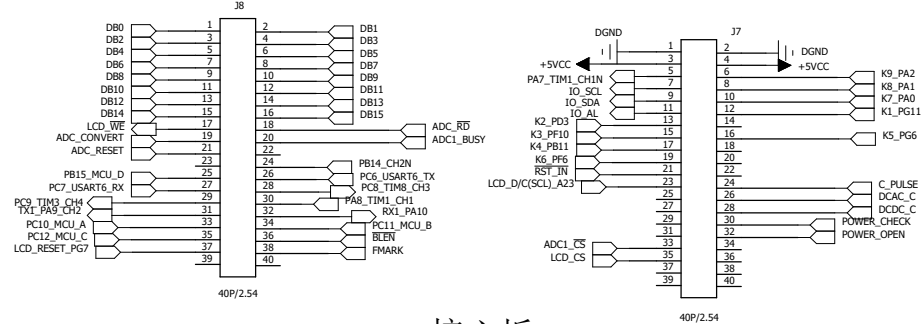 J8
DB0 1 2 DB1
DB2 3 4 DB3
DB4 5 6 DB5
DB6 7 8 DB7
DB8 9 10 DB9
DB10 11 12 DB11
DB12 13 14 DB13
DB14 15 16 DB15
LCD_WE 17 18 ADC_RD
ADC_CONVERT 19 20 ADC1_BUSY
ADC_RESET 21 22
23 24 PB14_CH2N
PB15_MCU_D 25 26 PC6_USART6_TX
PC7_USART6_RX 27 28 PC8_TIM8_CH3
PC9_TIM3_CH4 29 30 PA8_TIM1_CH1
TX1_PA9_CH2 31 32 RX1_PA10
PC10_MCU_A 33 34 PC11_MCU_B
PC12_MCU_C 35 36 BLEN
LCD_RESET_PG7 37 38 FMARK
39 40
40P/2.54
J7
DGND 1 2 DGND
+5VCC 3 4 +5VCC
PA7_TIM1_CH1N 5 6 K9_PA2
IO_SCL 7 8 K8_PA1
IO_SDA 9 10 K7_PA0
IO_AL 11 12 K1_PG11
K2_PD3 13 14
K3_PF10 15 16 K5_PG6
K4_PB11 17 18
K6_PF6 19 20
RST_IN 21 22
LCD_D/C(SCL)_A23 23 24 C_PULSE
25 26 DCAC_C
27 28 DCDC_C
29 30 POWER_CHECK
31 32 POWER_OPEN
ADC1_CS 33 34
LCD_CS 35 36
37 38
39 40
40P/2.54